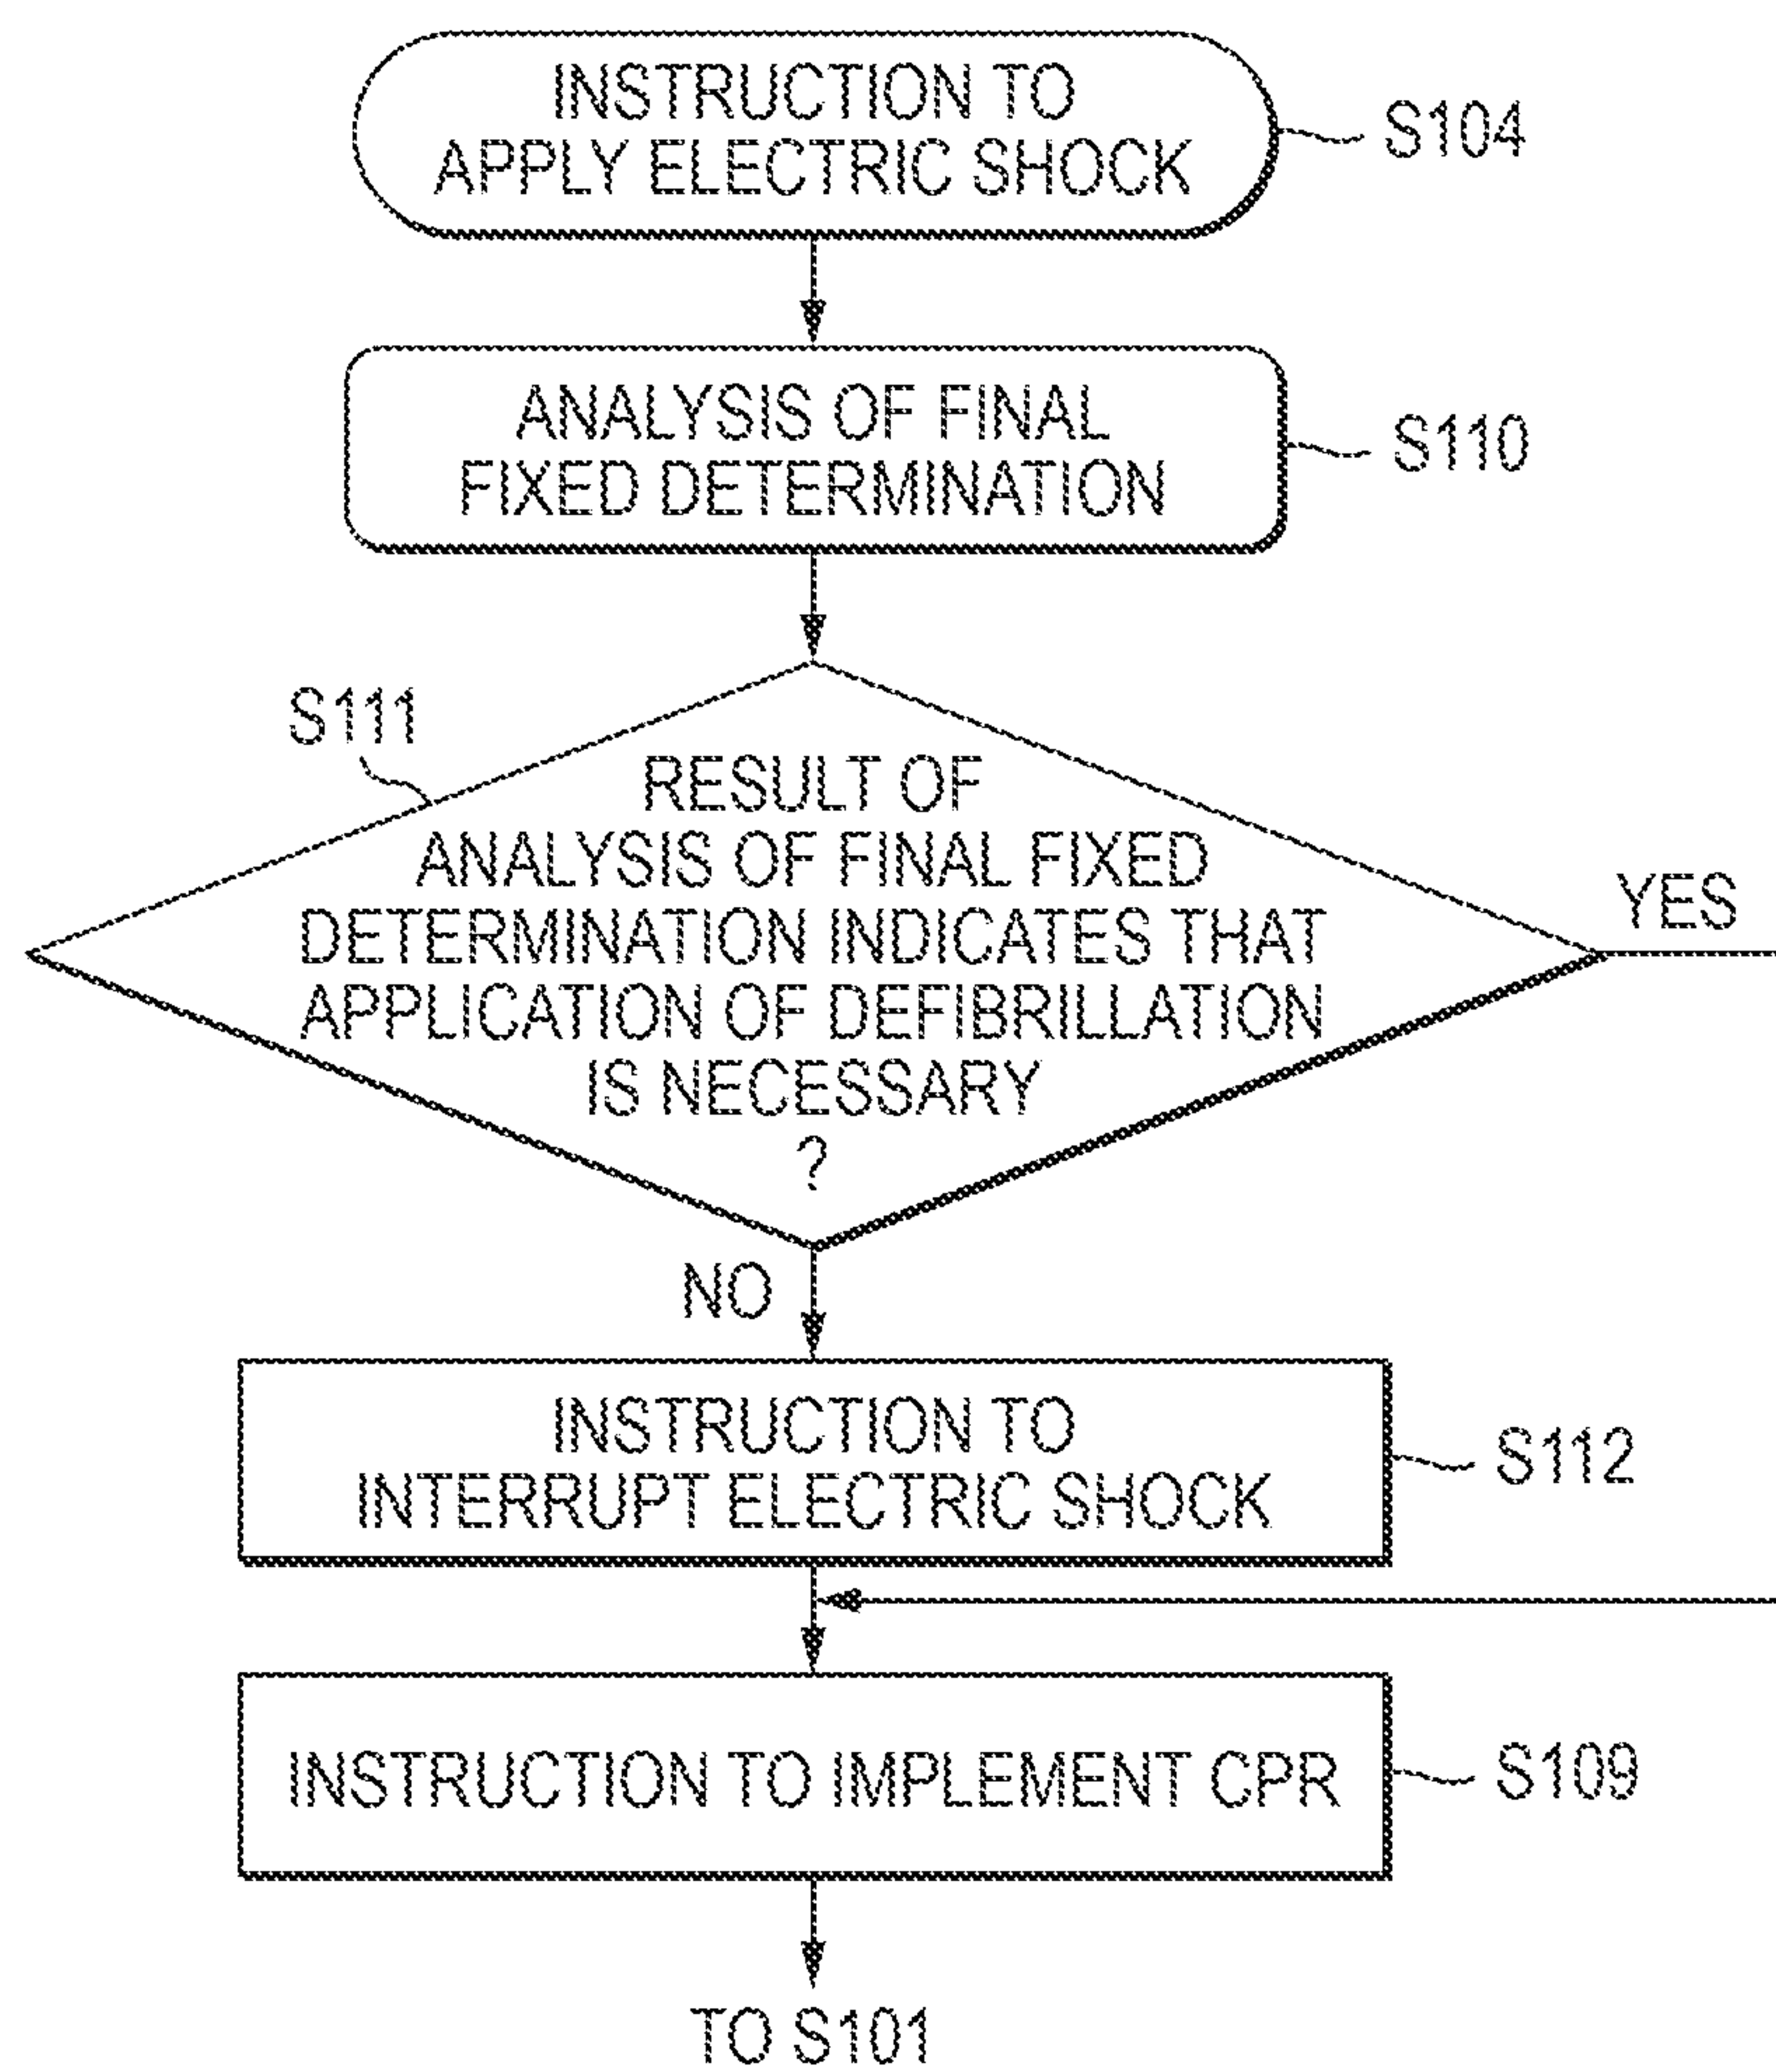 INSTRUCTION TO
APPLY ELECTRIC SHOCK
S104
ANALYSIS OF FINAL
FIXED DETERMINATION
S110
S111
RESULT OF
ANALYSIS OF FINAL FIXED
DETERMINATION INDICATES THAT
APPLICATION OF DEFIBRILLATION
IS NECESSARY
?
YES
NO
INSTRUCTION TO
INTERRUPT ELECTRIC SHOCK
S112
INSTRUCTION TO IMPLEMENT CPR
S109
TO S101